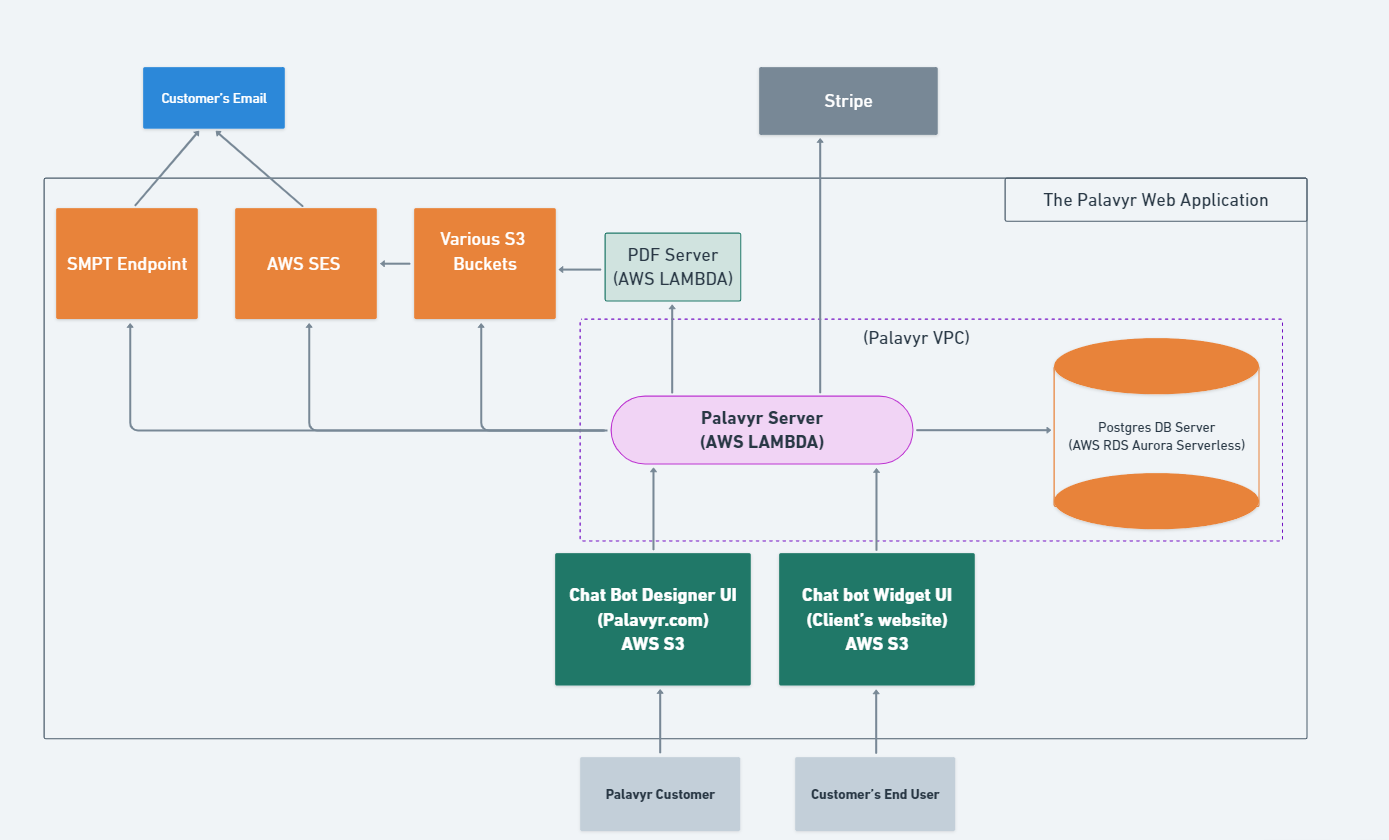 Customer's Email
Stripe
The Palavyr Web Application
SMPT Endpoint
AWS SES
Various S3
Buckets
PDF Server
(AWS LAMBDA)
(Palavyr VPC)
Palavyr Server
(AWS LAMBDA)
Postgres DB Server
(AWS RDS Aurora Serverless)
Chat Bot Designer UI
(Palavyr.com)
AWS S3
Chat bot Widget UI
(Client's website)
AWS S3
Palavyr Customer
Customer's End User